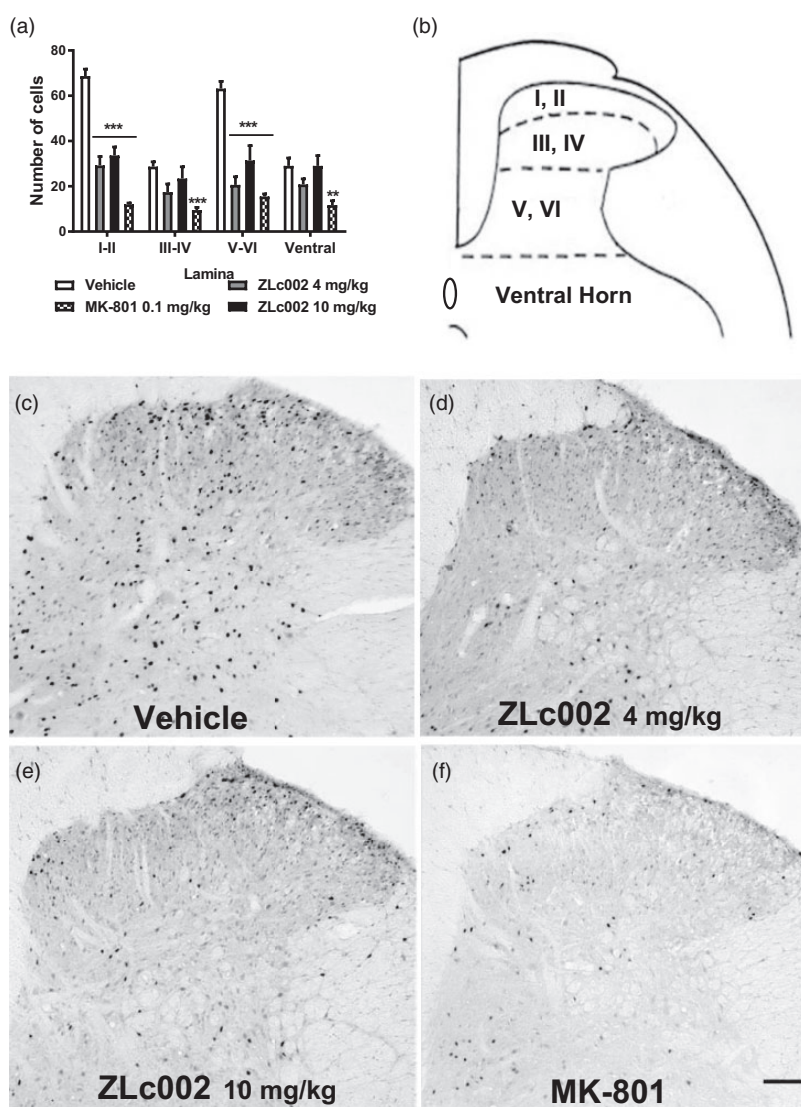 (a)
80
60
40
20
0
Number of cells
***
***
***
**
I-II III-IV V-VI Ventral
Lamina
Vehicle ZLc002 4 mg/kg
MK-801 0.1 mg/kg ZLc002 10 mg/kg
(b)
I, II
III, IV
V, VI
Ventral Horn
(c)
Vehicle
(d)
ZLc002 4 mg/kg
(e)
ZLc002 10 mg/kg
(f)
MK-801